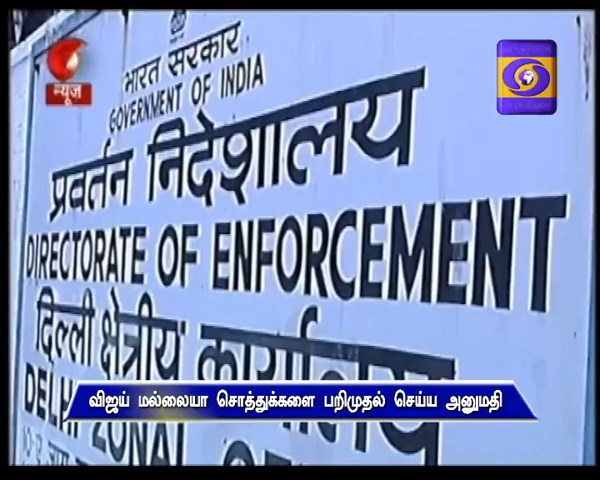 நியூஸ்
भारत सरकार
GOVERNMENT OF INDIA
प्रवर्तन निदेशालय
DIRECTORATE OF ENFORCEMENT
दिल्ली क्षेत्रीय कार्यालय
விஜய் மல்லையா சொத்துக்களை பறிமுதல் செய்ய அனுமதி
DELHI ZONAL